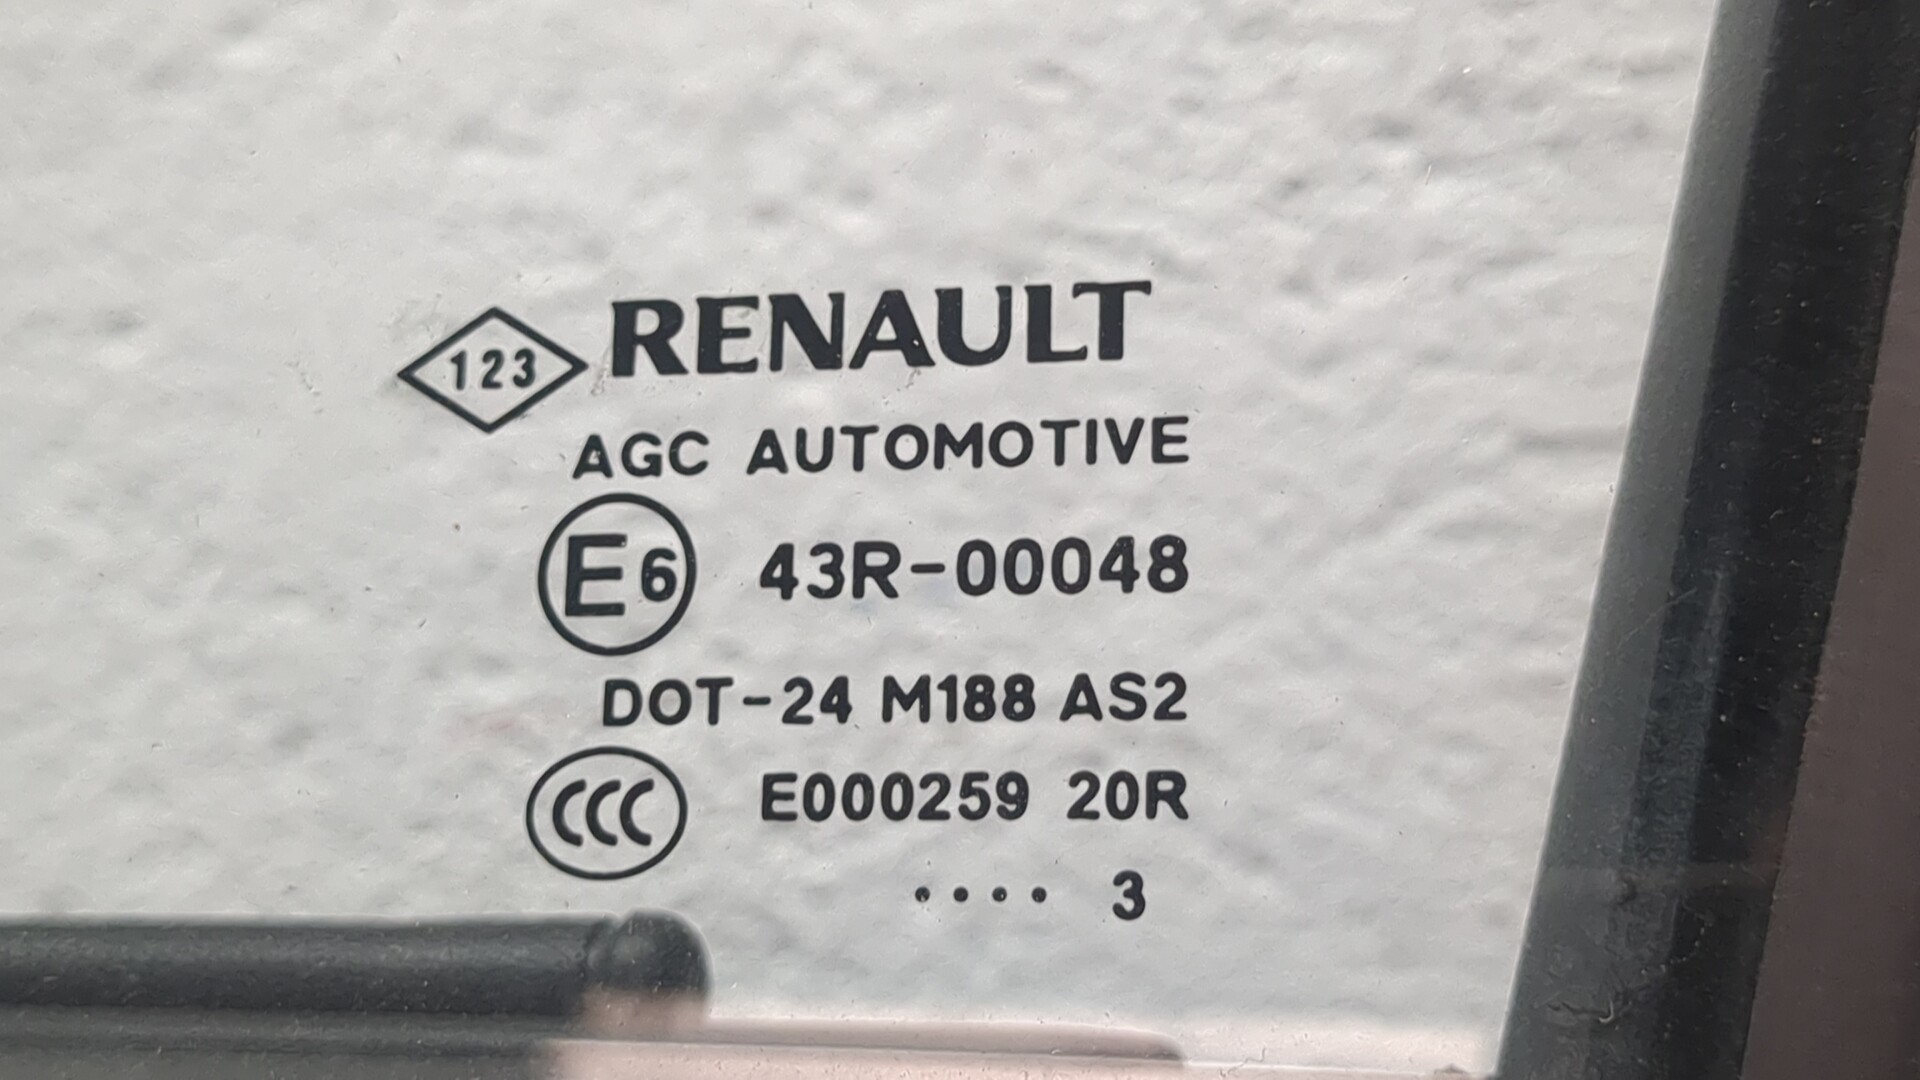 123 RENAULT
AGC AUTOMOTIVE
E6 43R-00048
DOT-24 M188 AS2
CCC E000259 20R
.... 3